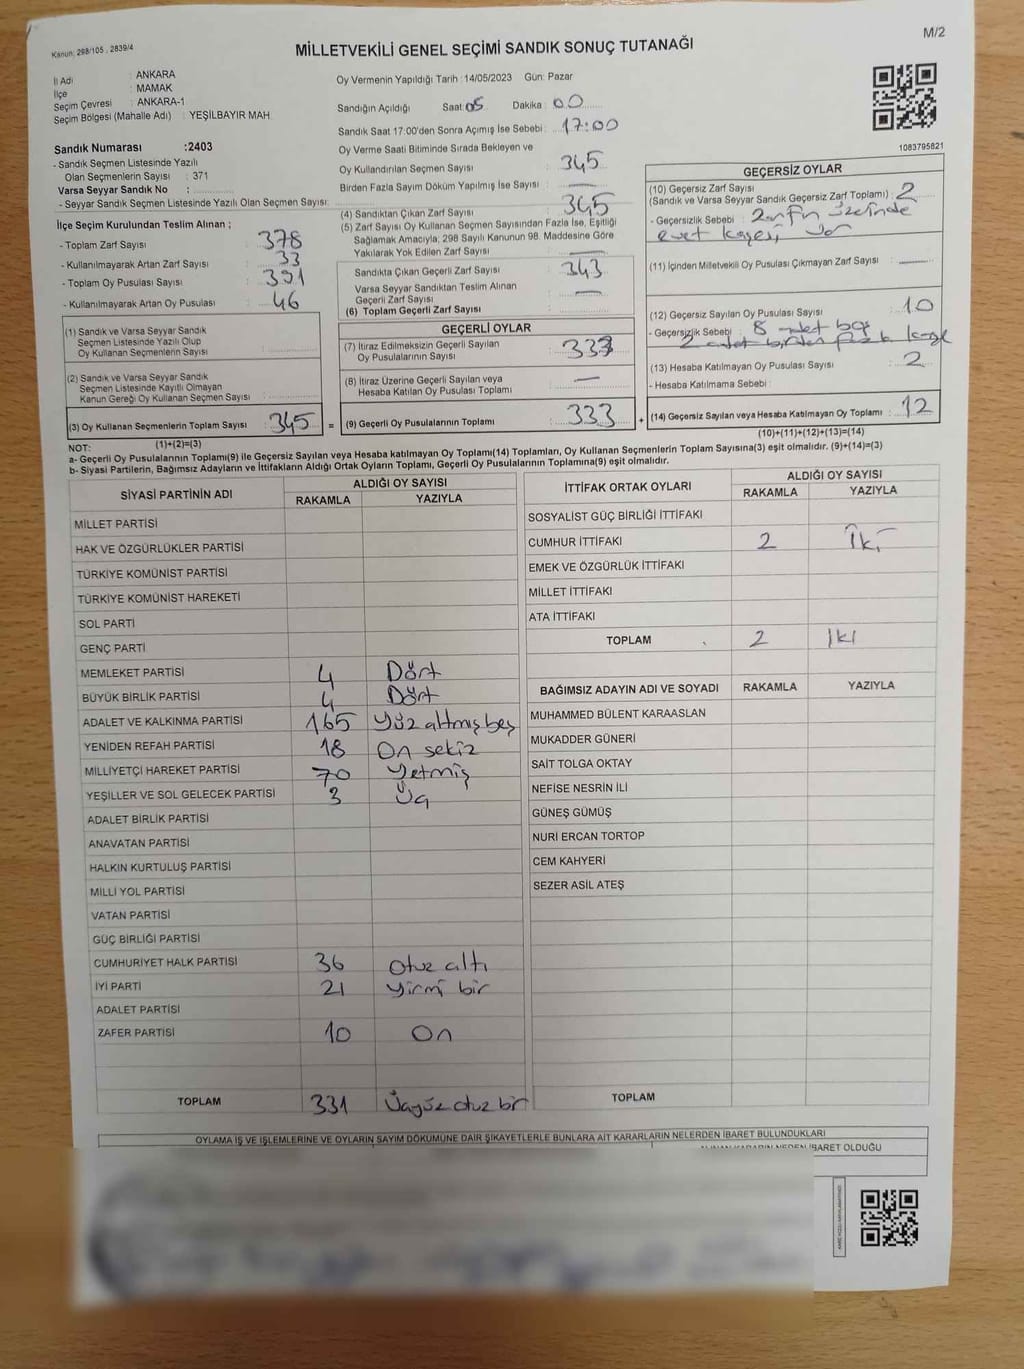 Kanun: 298/105 , 2839/4
M/2
MİLLETVEKİLİ GENEL SEÇİMİ SANDIK SONUÇ TUTANAĞI
İl Adı : ANKARA
İlçe : MAMAK
Seçim Çevresi : ANKARA-1
Seçim Bölgesi (Mahalle Adı) : YEŞİLBAYIR MAH.
Sandık Numarası :2403
- Sandık Seçmen Listesinde Yazılı
Olan Seçmenlerin Sayısı : 371
Varsa Seyyar Sandık No :
- Seyyar Sandık Seçmen Listesinde Yazılı Olan Seçmen Sayısı:
İlçe Seçim Kurulundan Teslim Alınan ;
- Toplam Zarf Sayısı : 378
- Kullanılmayarak Artan Zarf Sayısı : 33
- Toplam Oy Pusulası Sayısı : 391
- Kullanılmayarak Artan Oy Pusulası : 46
(1) Sandık ve Varsa Seyyar Sandık
Seçmen Listesinde Yazılı Olup
Oy Kullanan Seçmenlerin Sayısı :
(2) Sandık ve Varsa Seyyar Sandık
Seçmen Listesinde Kayıtlı Olmayan
Kanun Gereği Oy Kullanan Seçmen Sayısı :
(3) Oy Kullanan Seçmenlerin Toplam Sayısı : 345 =
(1)+(2)=(3)
Oy Vermenin Yapıldığı Tarih : 14/05/2023 Gün: Pazar
Sandığın Açıldığı Saat : 05 Dakika : 00
Sandık Saat 17:00'den Sonra Açımış İse Sebebi : 17:00
Oy Verme Saati Bitiminde Sırada Bekleyen ve
Oy Kullandırılan Seçmen Sayısı : 345
Birden Fazla Sayım Döküm Yapılmış İse Sayısı : —
(4) Sandıktan Çıkan Zarf Sayısı : 345
(5) Zarf Sayısı Oy Kullanan Seçmen Sayısından Fazla İse, Eşitliği
Sağlamak Amacıyla, 298 Sayılı Kanunun 98. Maddesine Göre
Yakılarak Yok Edilen Zarf Sayısı : —
Sandıkta Çıkan Geçerli Zarf Sayısı : 343
Varsa Seyyar Sandıktan Teslim Alınan
Geçerli Zarf Sayısı : —
(6) Toplam Geçerli Zarf Sayısı :
GEÇERLİ OYLAR
(7) İtiraz Edilmeksizin Geçerli Sayılan
Oy Pusulalarının Sayısı : 333
(8) İtiraz Üzerine Geçerli Sayılan veya
Hesaba Katılan Oy Pusulası Toplamı : —
(9) Geçerli Oy Pusulalarının Toplamı : 333 +
1083795821
GEÇERSİZ OYLAR
(10) Geçersiz Zarf Sayısı
(Sandık ve Varsa Seyyar Sandık Geçersiz Zarf Toplamı) : 2
- Geçersizlik Sebebi : Zarfın üzerinde
evet kaşesi var
(11) İçinden Milletvekili Oy Pusulası Çıkmayan Zarf Sayısı : —
(12) Geçersiz Sayılan Oy Pusulası Sayısı : 10
- Geçersizlik Sebebi : 8 adet boş
2 adet birden fazla kaşe
(13) Hesaba Katılmayan Oy Pusulası Sayısı : 2
- Hesaba Katılmama Sebebi :
(14) Geçersiz Sayılan veya Hesaba Katılmayan Oy Toplamı : 12
(10)+(11)+(12)+(13)=(14)
NOT:
a- Geçerli Oy Pusulalarının Toplamı(9) ile Geçersiz Sayılan veya Hesaba katılmayan Oy Toplamı(14) Toplamları, Oy Kullanan Seçmenlerin Toplam Sayısına(3) eşit olmalıdır. (9)+(14)=(3)
b- Siyasi Partilerin, Bağımsız Adayların ve İttifakların Aldığı Ortak Oyların Toplamı, Geçerli Oy Pusulalarının Toplamına(9) eşit olmalıdır.
SİYASİ PARTİNİN ADI
ALDIĞI OY SAYISI
RAKAMLA YAZIYLA
MİLLET PARTİSİ
HAK VE ÖZGÜRLÜKLER PARTİSİ
TÜRKİYE KOMÜNİST PARTİSİ
TÜRKİYE KOMÜNİST HAREKETİ
SOL PARTİ
GENÇ PARTİ
MEMLEKET PARTİSİ 4 Dört
BÜYÜK BİRLİK PARTİSİ 4 Dört
ADALET VE KALKINMA PARTİSİ 165 Yüz altmış beş
YENİDEN REFAH PARTİSİ 18 On sekiz
MİLLİYETÇİ HAREKET PARTİSİ 70 Yetmiş
YEŞİLLER VE SOL GELECEK PARTİSİ 3 Üç
ADALET BİRLİK PARTİSİ
ANAVATAN PARTİSİ
HALKIN KURTULUŞ PARTİSİ
MİLLİ YOL PARTİSİ
VATAN PARTİSİ
GÜÇ BİRLİĞİ PARTİSİ
CUMHURİYET HALK PARTİSİ 36 Otuz altı
İYİ PARTİ 21 Yirmi bir
ADALET PARTİSİ
ZAFER PARTİSİ 10 On
TOPLAM 331 Üçyüz otuz bir
İTTİFAK ORTAK OYLARI
ALDIĞI OY SAYISI
RAKAMLA YAZIYLA
SOSYALİST GÜÇ BİRLİĞİ İTTİFAKI
CUMHUR İTTİFAKI 2 İki
EMEK VE ÖZGÜRLÜK İTTİFAKI
MİLLET İTTİFAKI
ATA İTTİFAKI
TOPLAM 2 İki
BAĞIMSIZ ADAYIN ADI VE SOYADI RAKAMLA YAZIYLA
MUHAMMED BÜLENT KARAASLAN
MUKADDER GÜNERİ
SAİT TOLGA OKTAY
NEFİSE NESRİN İLİ
GÜNEŞ GÜMÜŞ
NURİ ERCAN TORTOP
CEM KAHYERİ
SEZER ASİL ATEŞ
TOPLAM
OYLAMA İŞ VE İŞLEMLERİNE VE OYLARIN SAYIM DÖKÜMÜNE DAİR ŞİKAYETLERLE BUNLARA AİT KARARLARIN NELERDEN İBARET BULUNDUKLARI
İBARET OLDUĞU